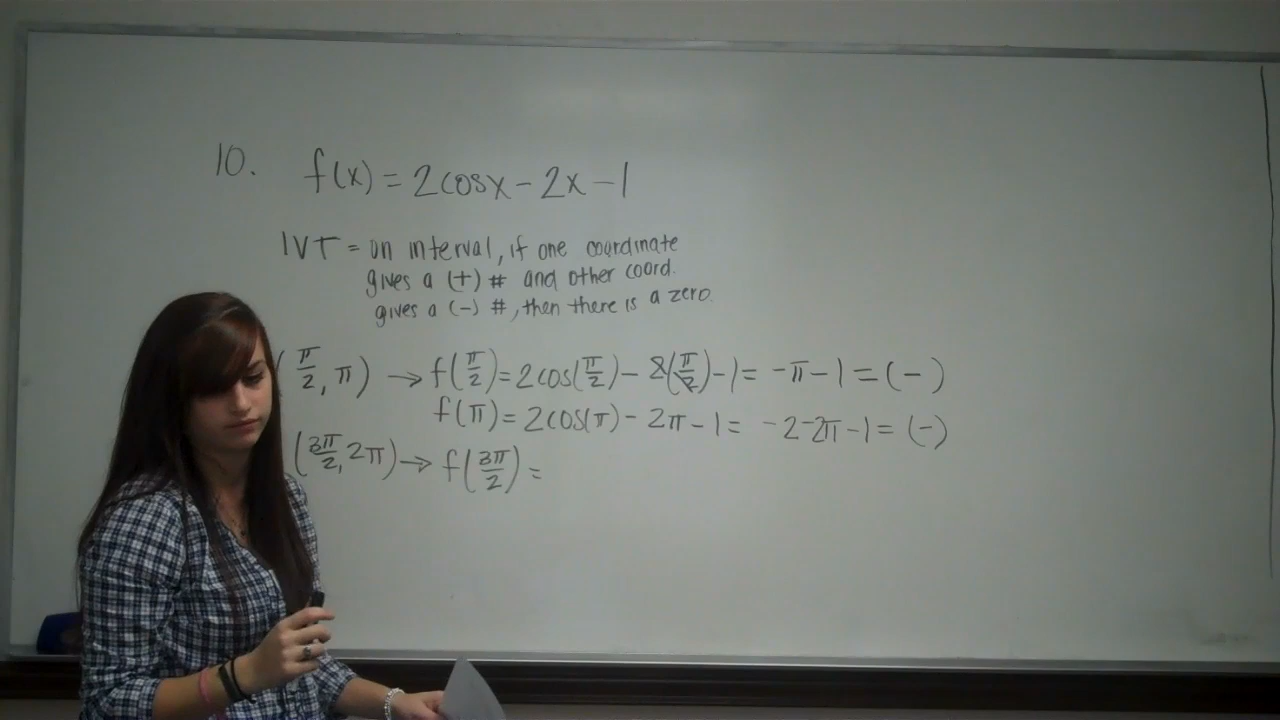 10. f(x) = 2cosx - 2x - 1
IVT = on interval, if one coordinate
gives a (+) # and other coord.
gives a (-) #, then there is a zero.
(π/2, π) → f(π/2) = 2cos(π/2) - 2(π/2) - 1 = -π - 1 = (-)
f(π) = 2cos(π) - 2π - 1 = -2 - 2π - 1 = (-)
(3π/2, 2π) → f(3π/2) =